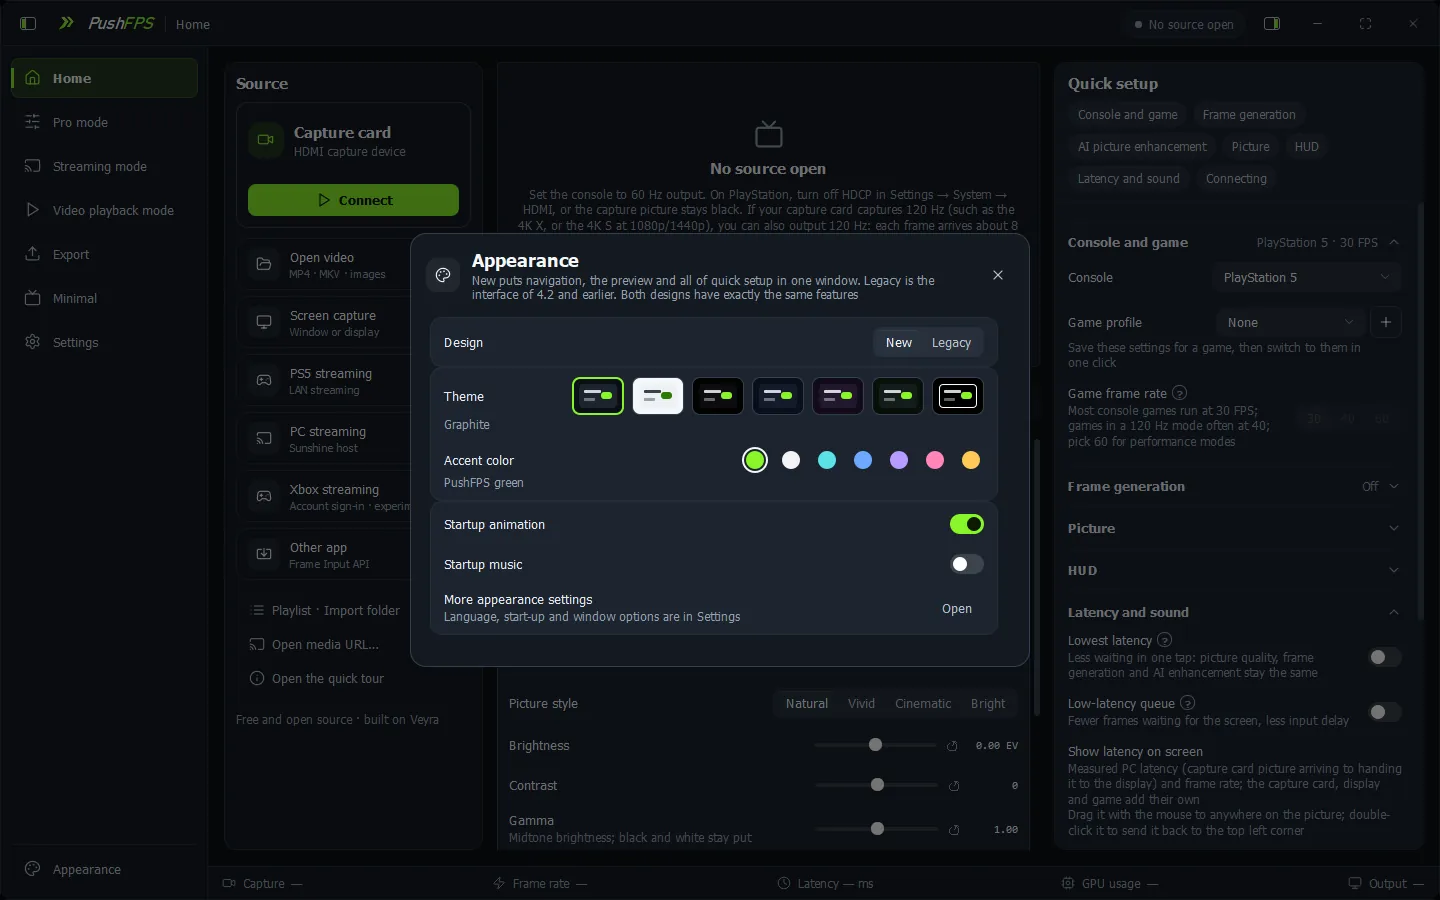 PushFPS
Home
No source open
Home
Pro mode
Streaming mode
Video playback mode
Export
Minimal
Settings
Appearance
Source
Capture card
HDMI capture device
Connect
Open video
MP4 · MKV · images
Screen capture
Window or display
PS5 streaming
LAN streaming
PC streaming
Sunshine host
Xbox streaming
Account sign-in · experim
Other app
Frame Input API
Playlist · Import folder
Open media URL...
Open the quick tour
Free and open source · built on Veyra
No source open
Set the console to 60 Hz output. On PlayStation, turn off HDCP in Settings → System →
HDMI, or the capture picture stays black. If your capture card captures 120 Hz (such as the
4K X, or the 4K S at 1080p/1440p), you can also output 120 Hz: each frame arrives about 8
Appearance
New puts navigation, the preview and all of quick setup in one window. Legacy is the
interface of 4.2 and earlier. Both designs have exactly the same features
Design
New
Legacy
Theme
Graphite
Accent color
PushFPS green
Startup animation
Startup music
More appearance settings
Language, start-up and window options are in Settings
Open
Picture style
Natural
Vivid
Cinematic
Bright
Brightness
0.00 EV
Contrast
0
Gamma
Midtone brightness; black and white stay put
1.00
Quick setup
Console and game
Frame generation
AI picture enhancement
Picture
HUD
Latency and sound
Connecting
Console and game
PlayStation 5 · 30 FPS
Console
PlayStation 5
Game profile
None
Save these settings for a game, then switch to them in
one click
Game frame rate ?
Most console games run at 30 FPS;
games in a 120 Hz mode often at 40;
pick 60 for performance modes
30
40
60
Frame generation
Off
Picture
HUD
Latency and sound
Lowest latency ?
Less waiting in one tap: picture quality, frame
generation and AI enhancement stay the same
Low-latency queue ?
Fewer frames waiting for the screen, less input delay
Show latency on screen
Measured PC latency (capture card picture arriving to handing
it to the display) and frame rate; the capture card, display
and game add their own
Drag it with the mouse to anywhere on the picture; double-
click it to send it back to the top left corner
Capture —
Frame rate —
Latency — ms
GPU usage —
Output —